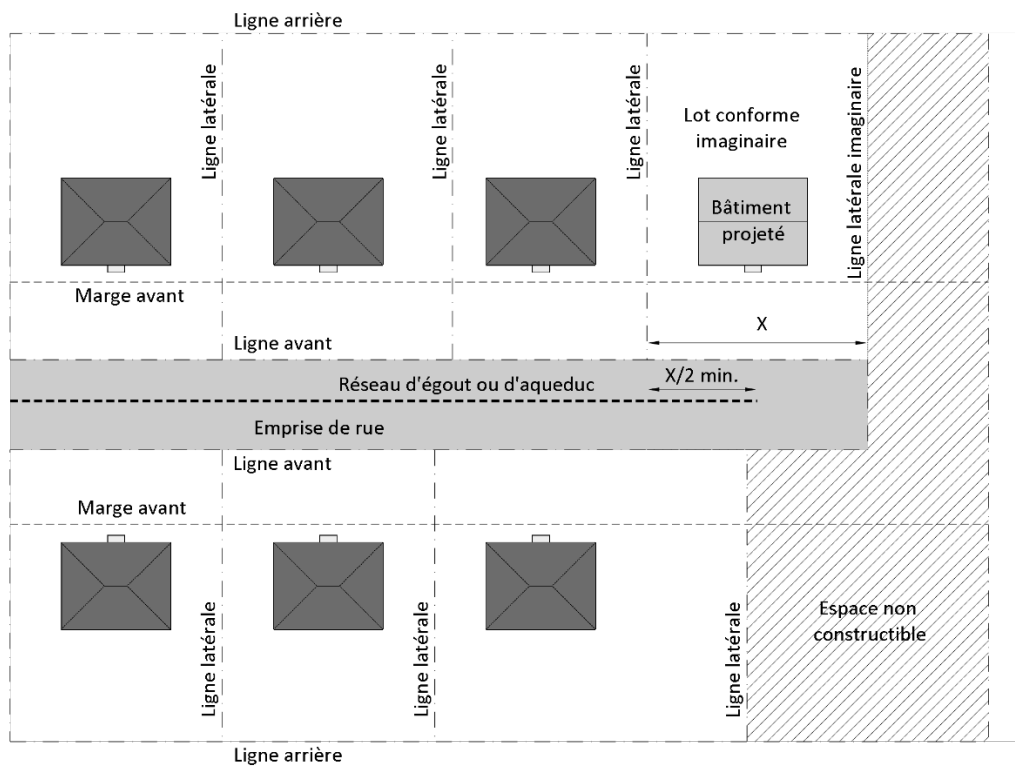 Ligne arrière
Ligne latérale
Ligne latérale
Ligne latérale
Lot conforme
imaginaire
Ligne latérale imaginaire
Bâtiment
projeté
Marge avant
X
Ligne avant
Réseau d'égout ou d'aqueduc
X/2 min.
Emprise de rue
Ligne avant
Marge avant
Ligne latérale
Ligne latérale
Ligne latérale
Espace non
constructible
Ligne arrière